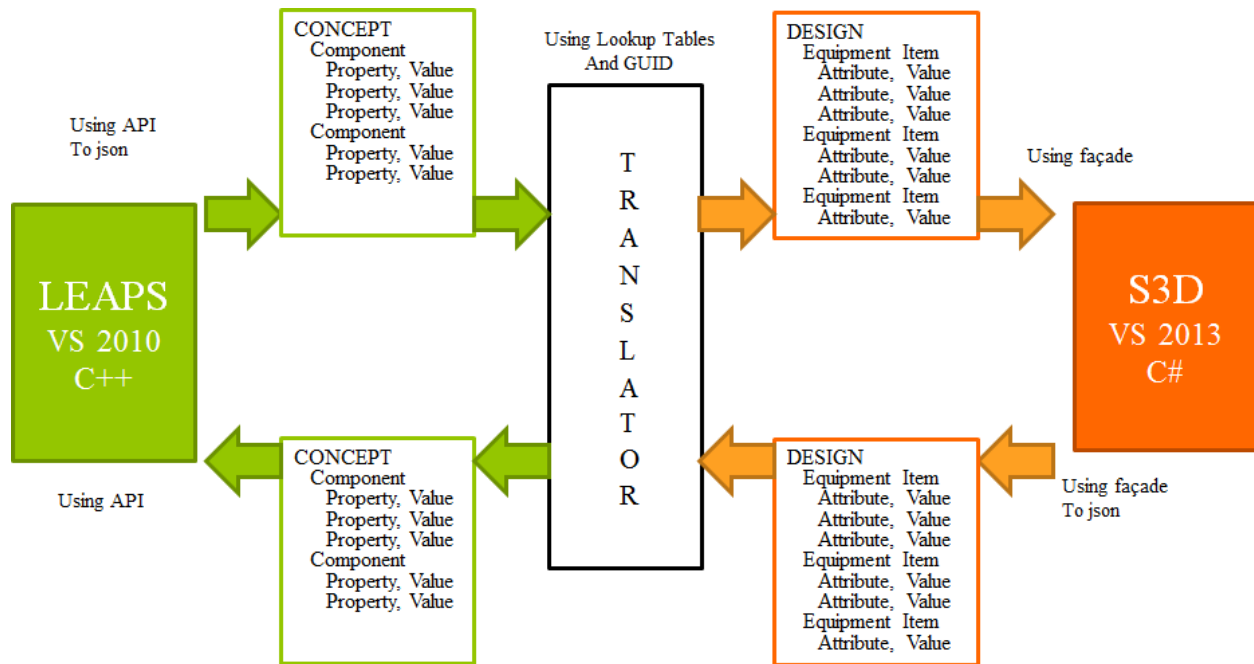 Using API
To json
LEAPS
VS 2010
C++
Using API
CONCEPT
Component
Property, Value
Property, Value
Property, Value
Component
Property, Value
Property, Value
CONCEPT
Component
Property, Value
Property, Value
Property, Value
Component
Property, Value
Property, Value
Using Lookup Tables
And GUID
T
R
A
N
S
L
A
T
O
R
DESIGN
Equipment Item
Attribute, Value
Attribute, Value
Attribute, Value
Equipment Item
Attribute, Value
Attribute, Value
Equipment Item
Attribute, Value
DESIGN
Equipment Item
Attribute, Value
Attribute, Value
Attribute, Value
Equipment Item
Attribute, Value
Attribute, Value
Equipment Item
Attribute, Value
Using façade
S3D
VS 2013
C#
Using façade
To json